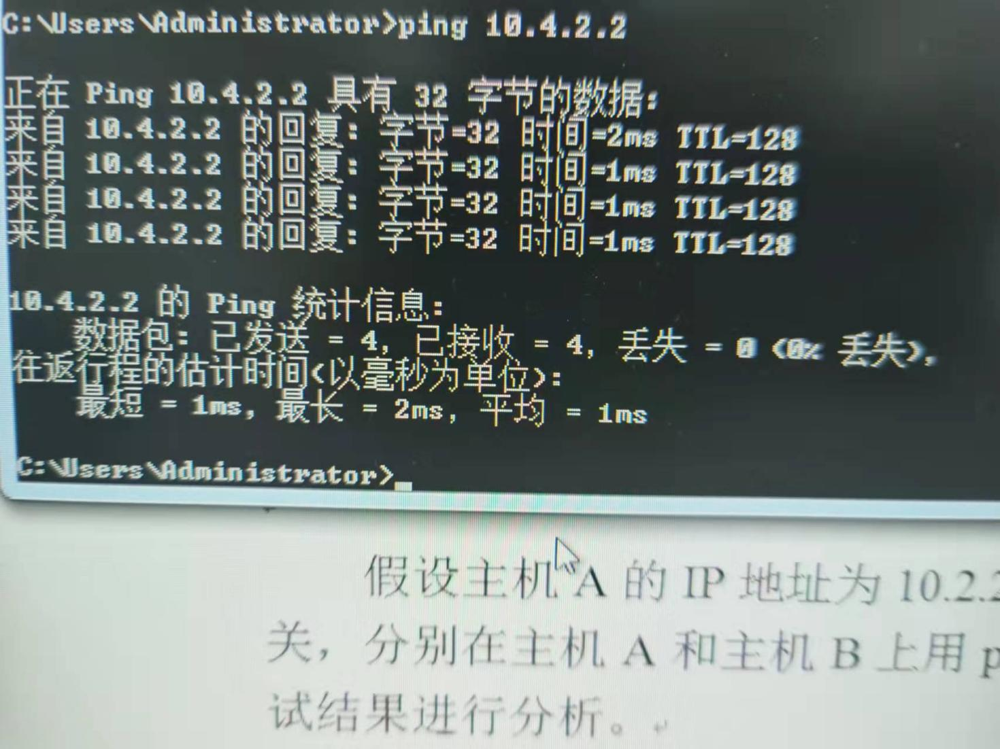 C:\Users\Administrator>ping 10.4.2.2
正在 Ping 10.4.2.2 具有 32 字节的数据:
来自 10.4.2.2 的回复: 字节=32 时间=2ms TTL=128
来自 10.4.2.2 的回复: 字节=32 时间=1ms TTL=128
来自 10.4.2.2 的回复: 字节=32 时间=1ms TTL=128
来自 10.4.2.2 的回复: 字节=32 时间=1ms TTL=128
10.4.2.2 的 Ping 统计信息:
数据包: 已发送 = 4, 已接收 = 4, 丢失 = 0 (0% 丢失),
往返行程的估计时间(以毫秒为单位):
最短 = 1ms, 最长 = 2ms, 平均 = 1ms
C:\Users\Administrator>_
假设主机 A 的 IP 地址为 10.2.2
关，分别在主机 A 和主机 B 上用 p
试结果进行分析。